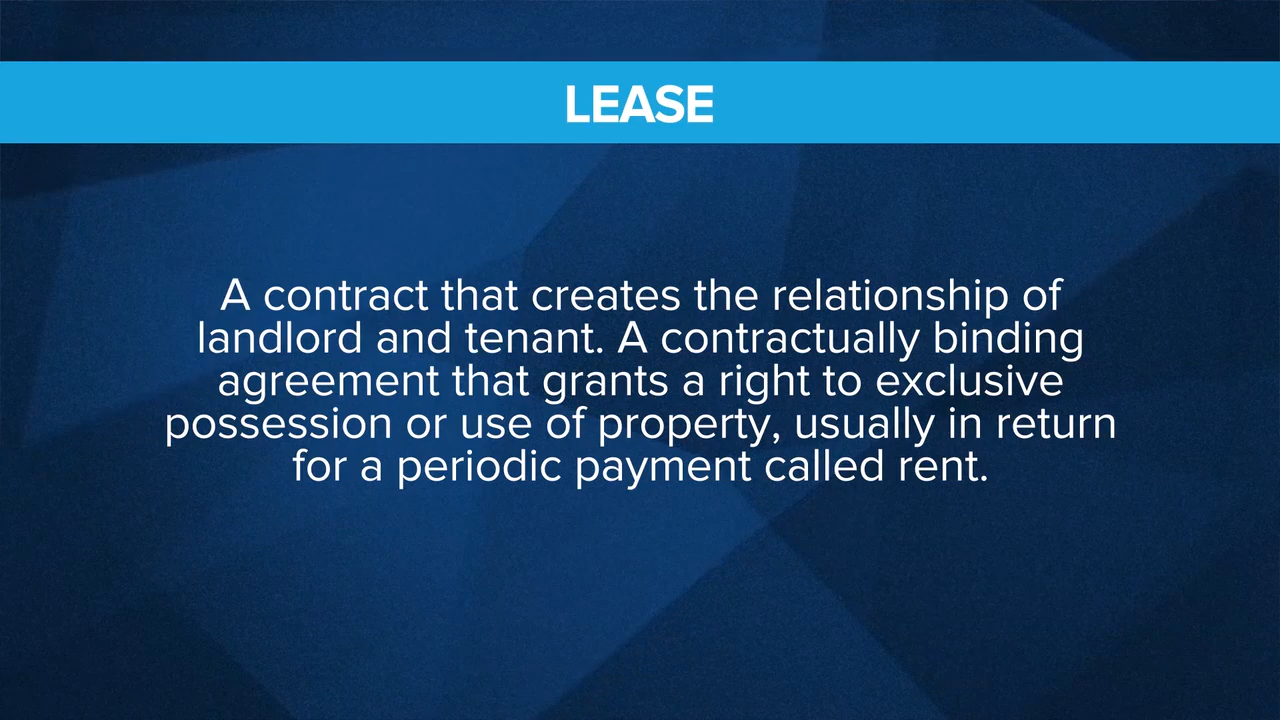 LEASE
A contract that creates the relationship of
landlord and tenant. A contractually binding
agreement that grants a right to exclusive
possession or use of property, usually in return
for a periodic payment called rent.